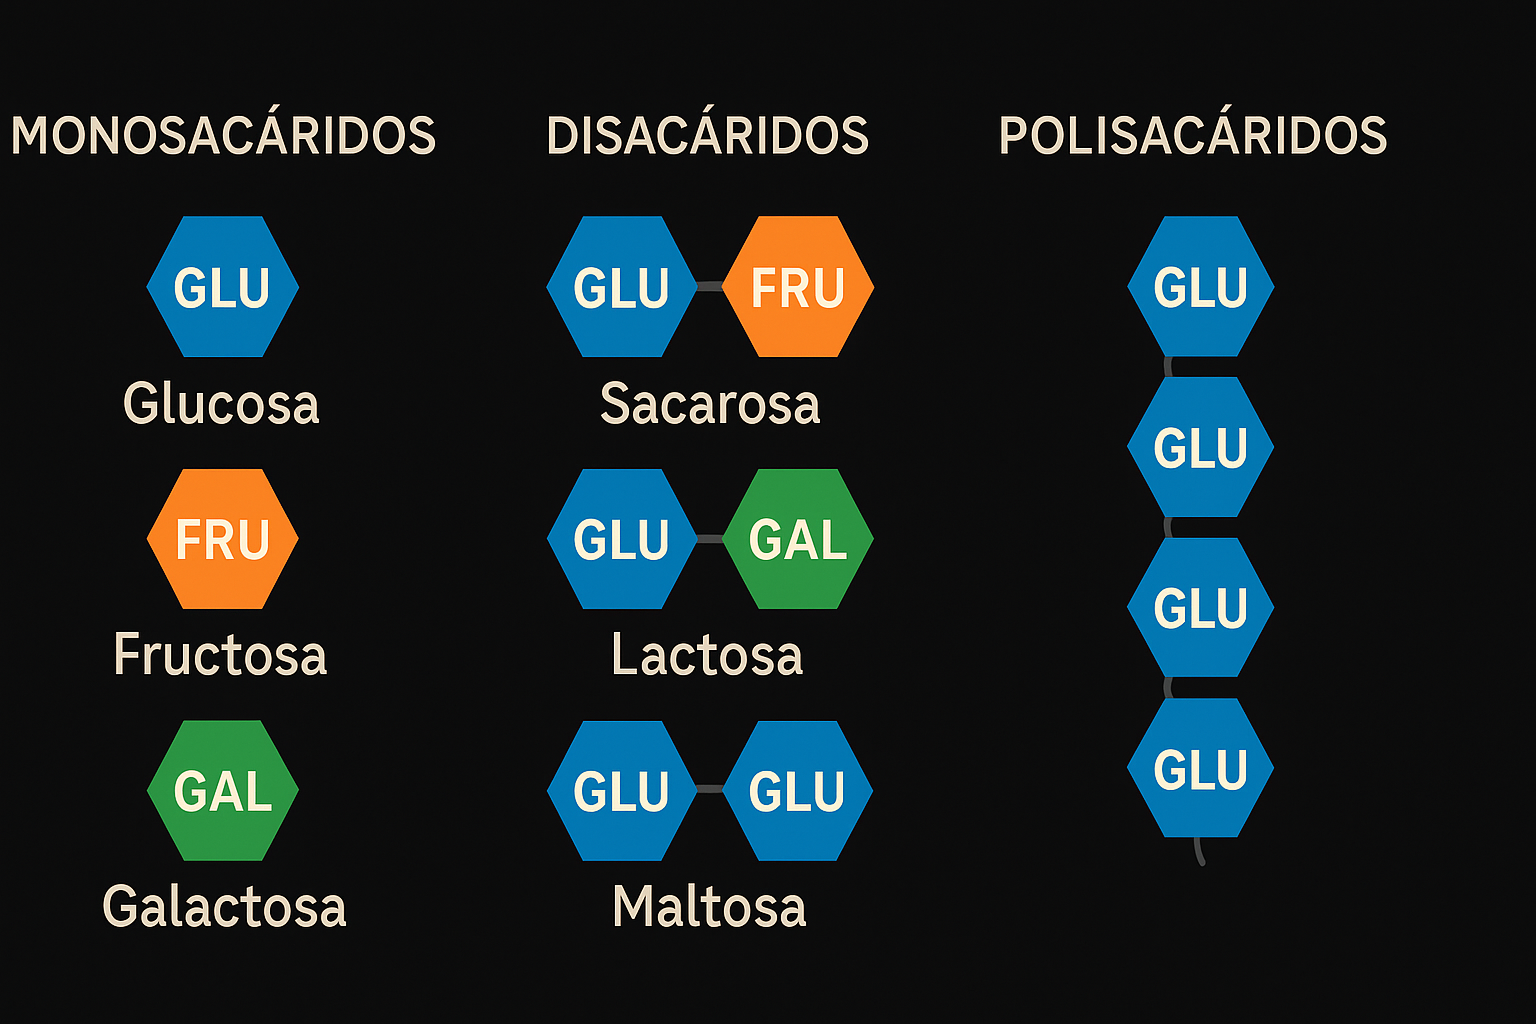 MONOSACÁRIDOS
GLU
Glucosa
FRU
Fructosa
GAL
Galactosa
DISACÁRIDOS
GLU FRU
Sacarosa
GLU GAL
Lactosa
GLU GLU
Maltosa
POLISACÁRIDOS
GLU
GLU
GLU
GLU